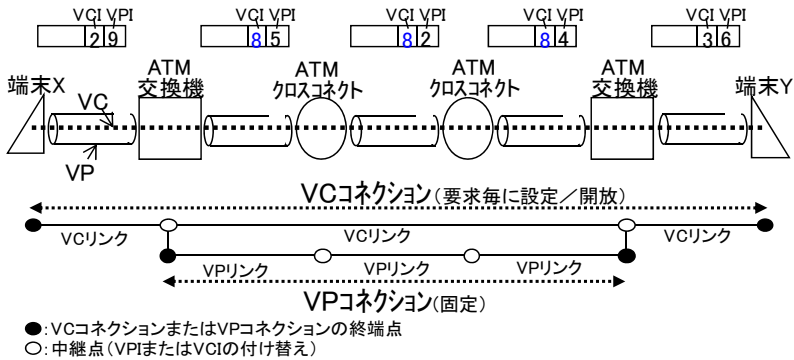 VCI VPI VCI VPI VCI VPI VCI VPI VCI VPI
2 9 8 5 8 2 8 4 3 6
端末X ATM 交換機 ATM クロスコネクト ATM クロスコネクト ATM 交換機 端末Y
VC
VP
VCコネクション(要求毎に設定/開放)
VCリンク VCリンク VCリンク
VPリンク VPリンク VPリンク
VPコネクション(固定)
●:VCコネクションまたはVPコネクションの終端点
○:中継点(VPIまたはVCIの付け替え)